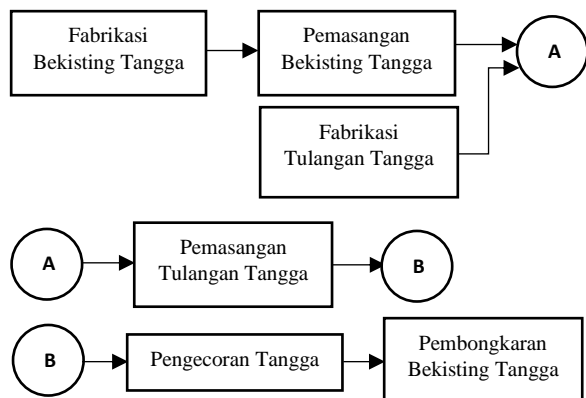 Fabrikasi
Bekisting Tangga
Pemasangan
Bekisting Tangga
A
Fabrikasi
Tulangan Tangga
A
Pemasangan
Tulangan Tangga
B
B
Pengecoran Tangga
Pembongkaran
Bekisting Tangga